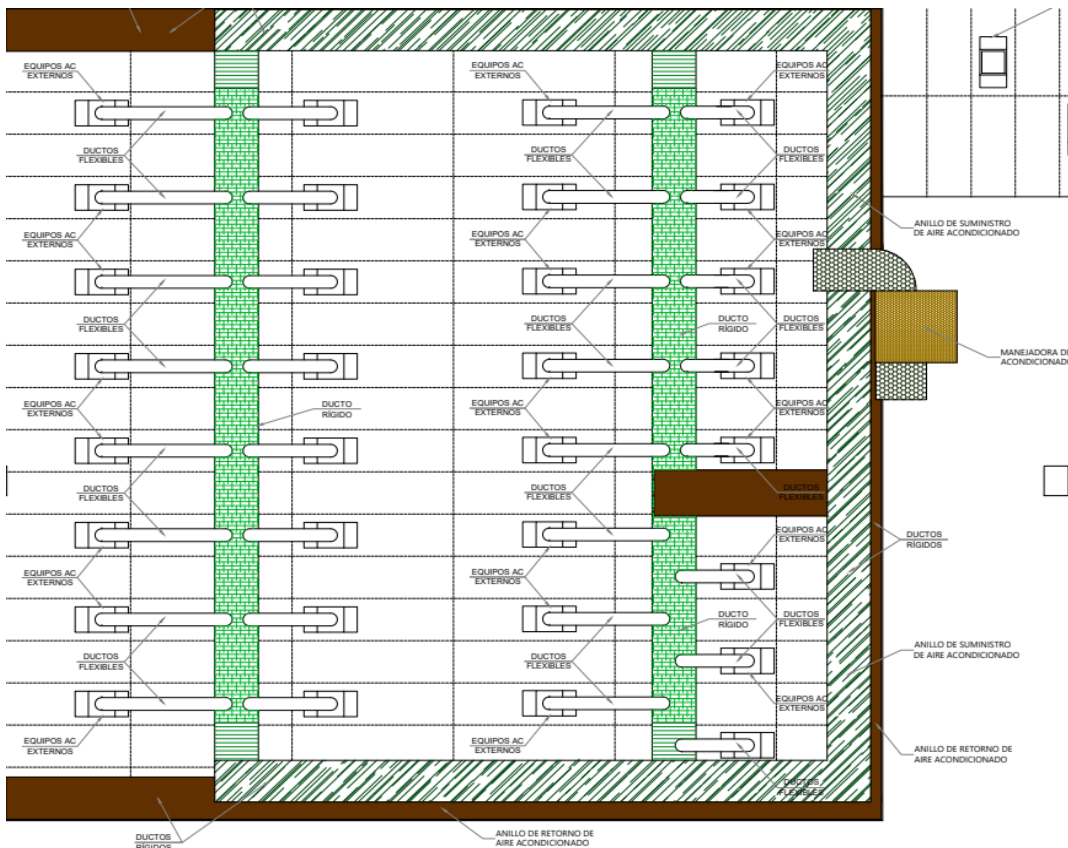 EQUIPOS AC
EXTERNOS
EQUIPOS AC
EXTERNOS
EQUIPOS AC
EXTERNOS
DUCTOS
FLEXIBLES
DUCTOS
FLEXIBLES
DUCTOS
FLEXIBLES
EQUIPOS AC
EXTERNOS
EQUIPOS AC
EXTERNOS
EQUIPOS AC
EXTERNOS
ANILLO DE SUMINISTRO
DE AIRE ACONDICIONADO
DUCTOS
FLEXIBLES
DUCTOS
FLEXIBLES
DUCTO
RÍGIDO
DUCTOS
FLEXIBLES
MANEJADORA DE
ACONDICIONADO
EQUIPOS AC
EXTERNOS
DUCTO
RÍGIDO
EQUIPOS AC
EXTERNOS
EQUIPOS AC
EXTERNOS
DUCTOS
FLEXIBLES
DUCTOS
FLEXIBLES
DUCTOS
FLEXIBLES
EQUIPOS AC
EXTERNOS
DUCTOS
RÍGIDOS
EQUIPOS AC
EXTERNOS
EQUIPOS AC
EXTERNOS
DUCTO
RÍGIDO
DUCTOS
FLEXIBLES
ANILLO DE SUMINISTRO
DE AIRE ACONDICIONADO
DUCTOS
FLEXIBLES
DUCTOS
FLEXIBLES
EQUIPOS AC
EXTERNOS
EQUIPOS AC
EXTERNOS
EQUIPOS AC
EXTERNOS
ANILLO DE RETORNO DE
AIRE ACONDICIONADO
DUCTOS
FLEXIBLES
DUCTOS
RÍGIDOS
ANILLO DE RETORNO DE
AIRE ACONDICIONADO